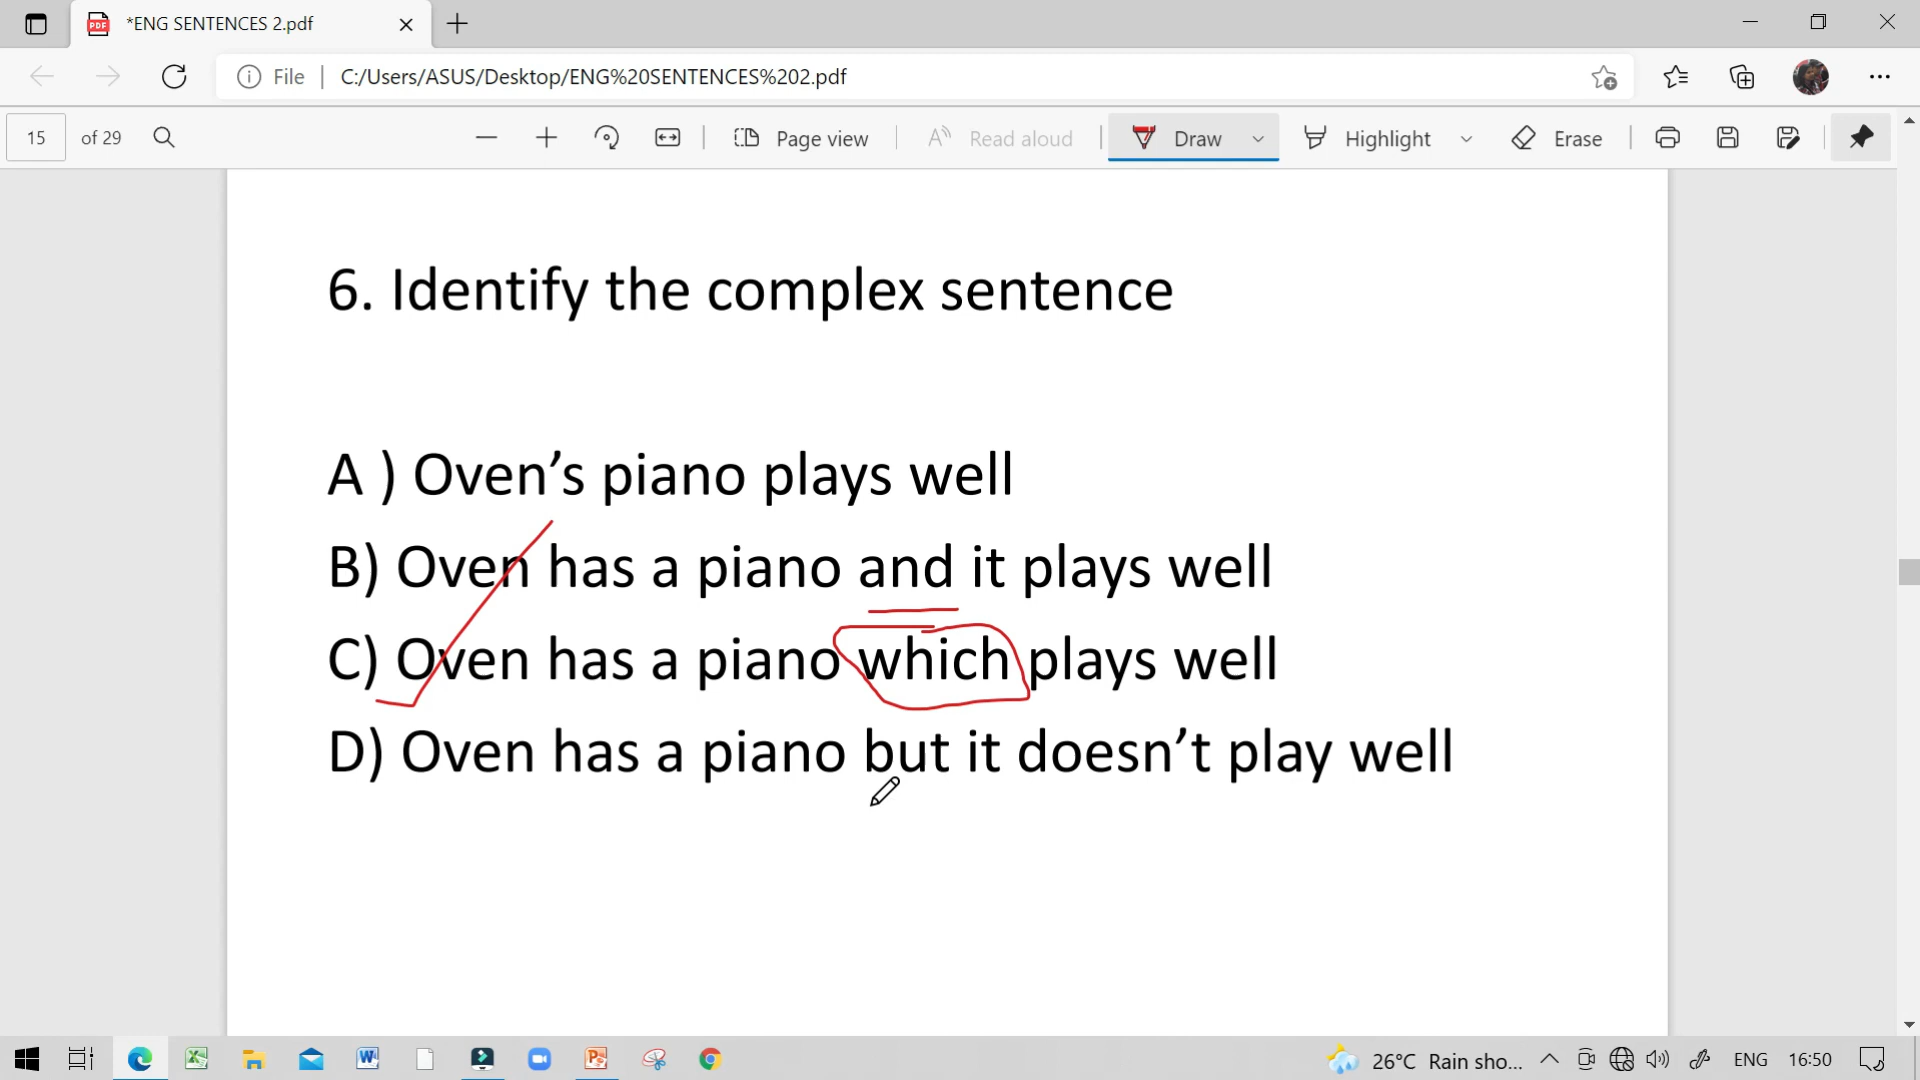 *ENG SENTENCES 2.pdf
File C:/Users/ASUS/Desktop/ENG%20SENTENCES%202.pdf
15 of 29 Page view Read aloud Draw Highlight Erase
6. Identify the complex sentence
A ) Oven’s piano plays well
B) Oven has a piano and it plays well
C) Oven has a piano which plays well
D) Oven has a piano but it doesn’t play well
26°C Rain sho... ENG 16:50